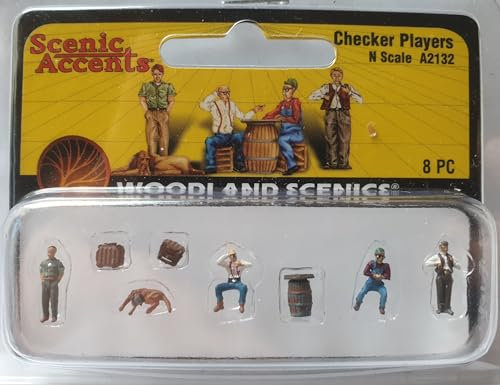 Scenic
Accents®
Checker Players
N Scale A2132
8 PC
WOODLAND SCENICS®